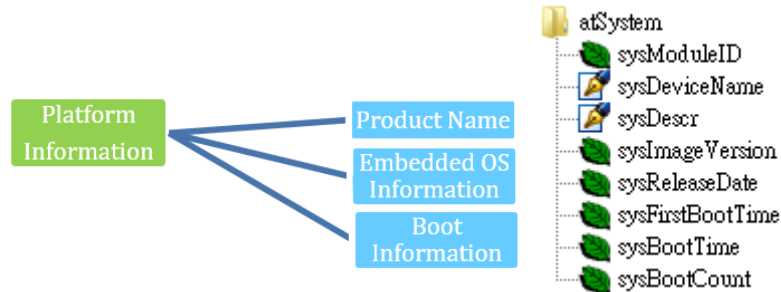 Platform
Information
Product Name
Embedded OS
Information
Boot
Information
atSystem
sysModuleID
sysDeviceName
sysDescr
sysImageVersion
sysReleaseDate
sysFirstBootTime
sysBootTime
sysBootCount